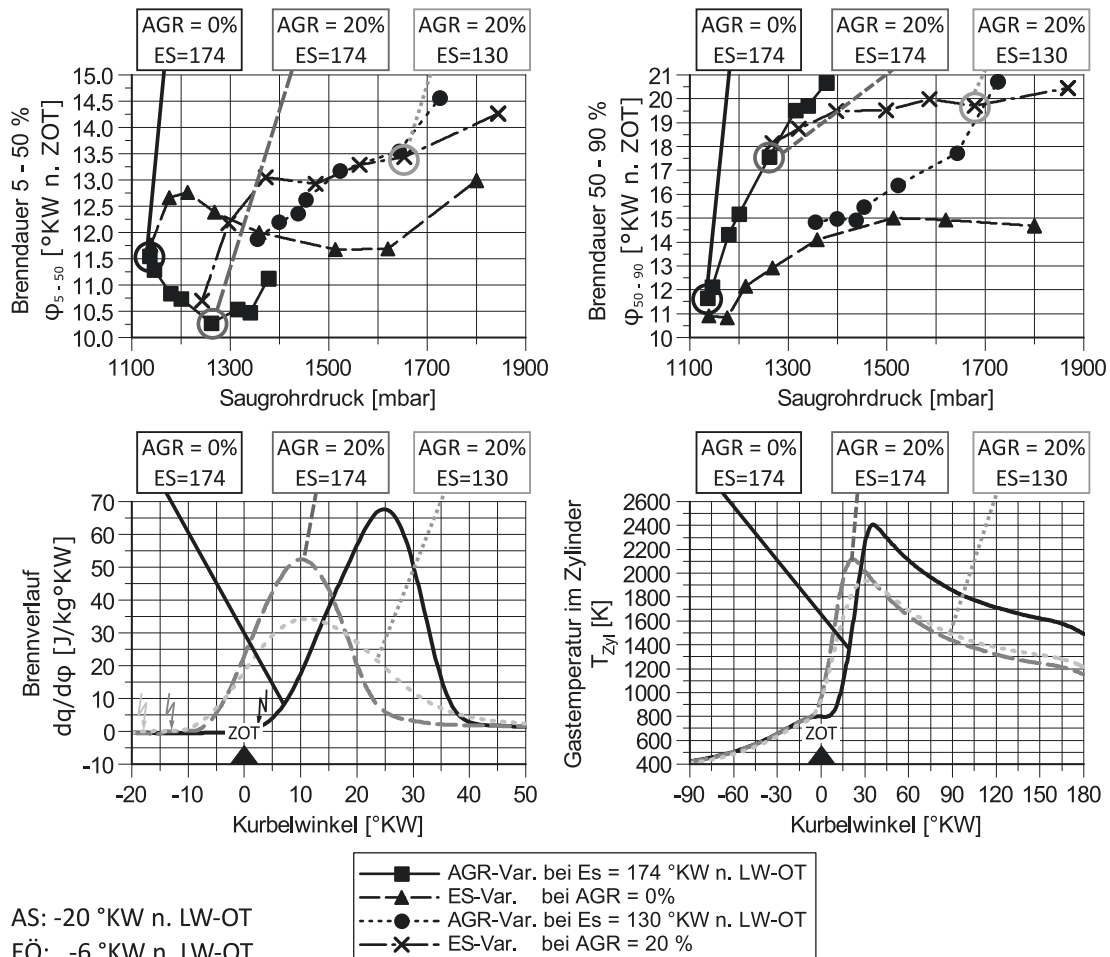 AGR = 0%
ES=174
AGR = 20%
ES=174
AGR = 20%
ES=130
Brenndauer 5 - 50 %
φ5 - 50 [°KW n. ZOT]
15.0
14.5
14.0
13.5
13.0
12.5
12.0
11.5
11.0
10.5
10.0
1100 1300 1500 1700 1900
Saugrohrdruck [mbar]
AGR = 0%
ES=174
AGR = 20%
ES=174
AGR = 20%
ES=130
Brenndauer 50 - 90 %
φ50 - 90 [°KW n. ZOT]
21
20
19
18
17
16
15
14
13
12
11
10
1100 1300 1500 1700 1900
Saugrohrdruck [mbar]
AGR = 0%
ES=174
AGR = 20%
ES=174
AGR = 20%
ES=130
Brennverlauf
dq/dφ [J/kg°KW]
70
60
50
40
30
20
10
0
-10
ZOT
-20 -10 0 10 20 30 40 50
Kurbelwinkel [°KW]
AGR = 0%
ES=174
AGR = 20%
ES=174
AGR = 20%
ES=130
Gastemperatur im Zylinder
TZyl [K]
2600
2400
2200
2000
1800
1600
1400
1200
1000
800
600
400
ZOT
-90 -60 -30 0 30 60 90 120 150 180
Kurbelwinkel [°KW]
AGR-Var. bei Es = 174 °KW n. LW-OT
ES-Var. bei AGR = 0%
AGR-Var. bei Es = 130 °KW n. LW-OT
ES-Var. bei AGR = 20 %
AS: -20 °KW n. LW-OT
EÖ: -6 °KW n. LW-OT